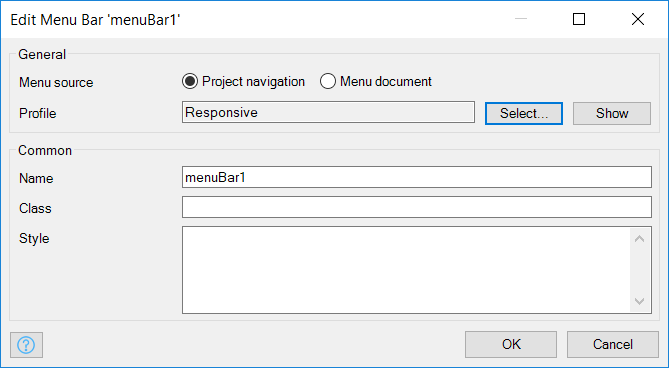 Edit Menu Bar 'menuBar1'
General
Menu source Project navigation Menu document
Profile Responsive Select... Show
Common
Name menuBar1
Class
Style
? OK Cancel